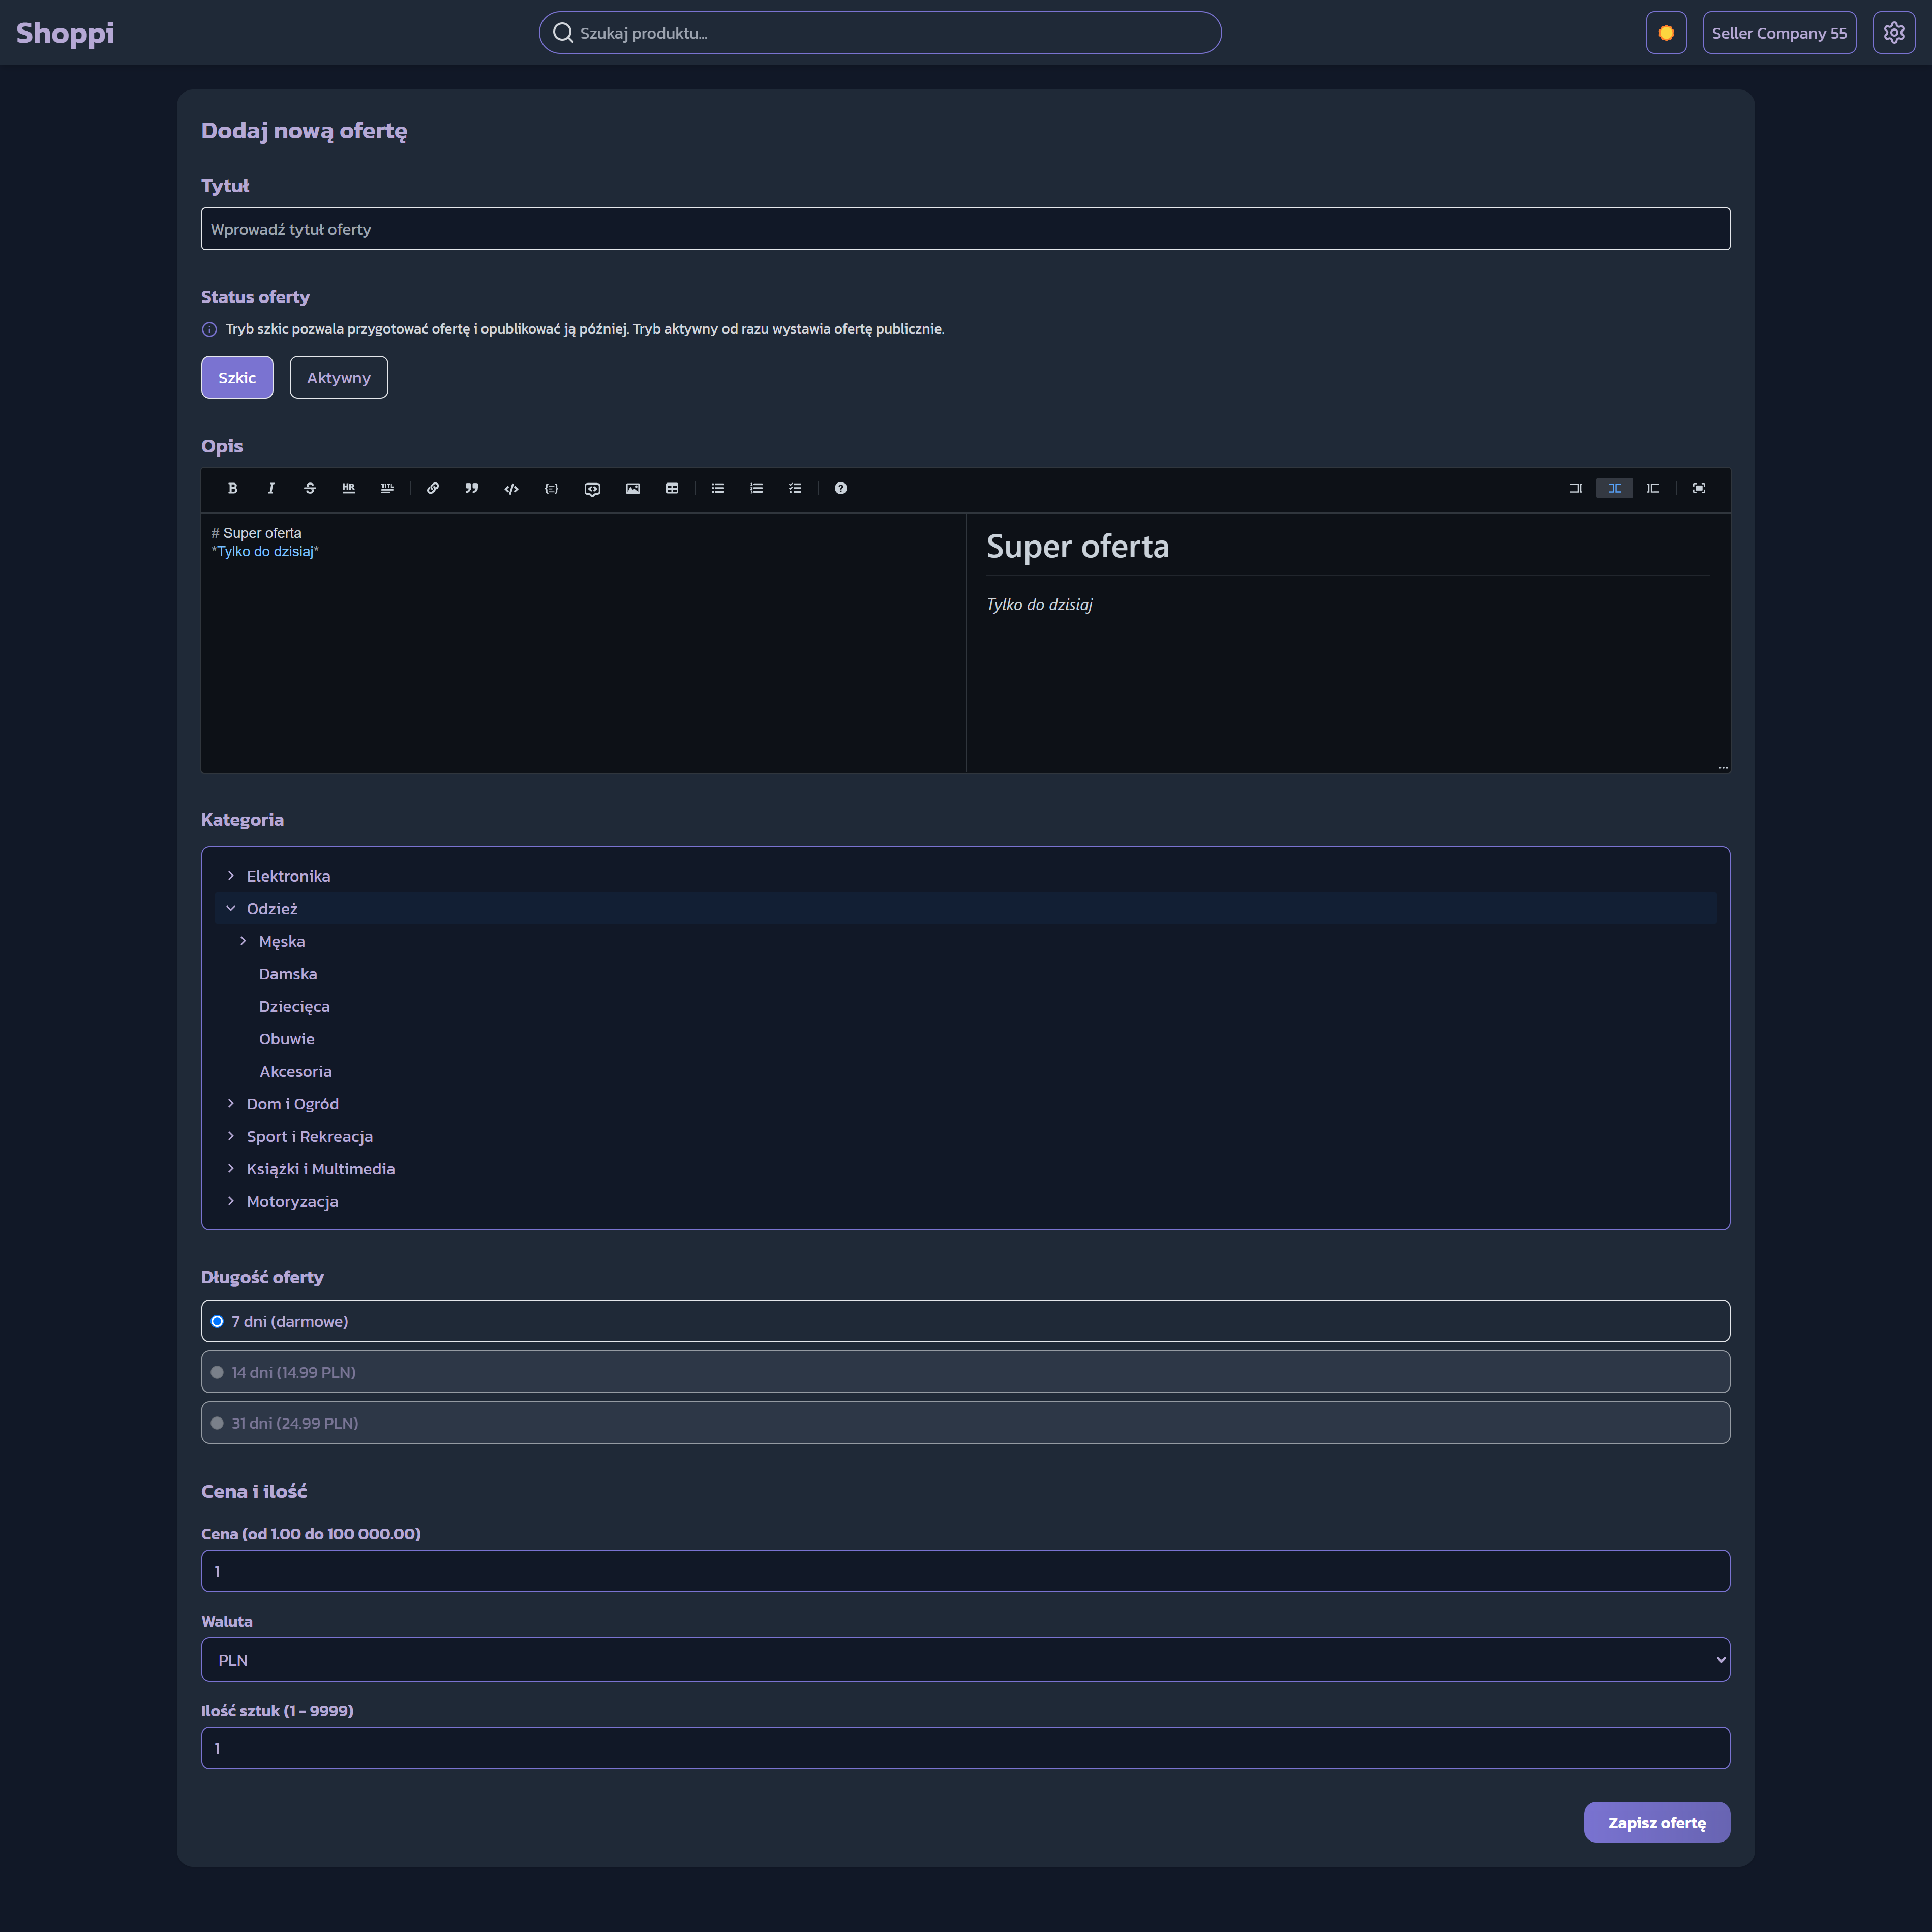 Shoppi
Szukaj produktu...
Seller Company 55
Dodaj nową ofertę
Tytuł
Wprowadź tytuł oferty
Status oferty
Tryb szkic pozwala przygotować ofertę i opublikować ją później. Tryb aktywny od razu wystawia ofertę publicznie.
Szkic Aktywny
Opis
B I S HR TITL
# Super oferta
*Tylko do dzisiaj*
Super oferta
Tylko do dzisiaj
Kategoria
Elektronika
Odzież
Męska
Damska
Dziecięca
Obuwie
Akcesoria
Dom i Ogród
Sport i Rekreacja
Książki i Multimedia
Motoryzacja
Długość oferty
7 dni (darmowe)
14 dni (14.99 PLN)
31 dni (24.99 PLN)
Cena i ilość
Cena (od 1.00 do 100 000.00)
1
Waluta
PLN
Ilość sztuk (1 - 9999)
1
Zapisz ofertę